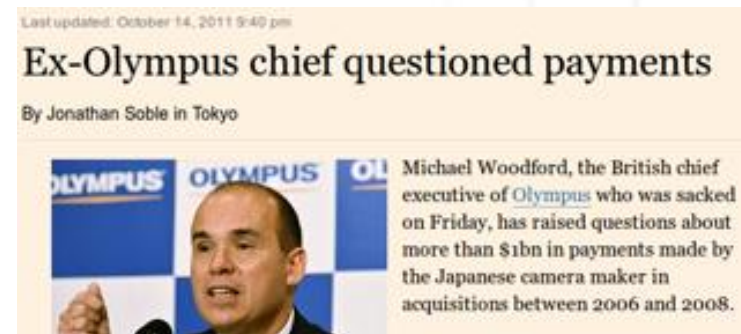 Last updated: October 14, 2011 9:40 pm
Ex-Olympus chief questioned payments
By Jonathan Soble in Tokyo
OLYMPUS OLYMPUS OL
Michael Woodford, the British chief
executive of Olympus who was sacked
on Friday, has raised questions about
more than $1bn in payments made by
the Japanese camera maker in
acquisitions between 2006 and 2008.